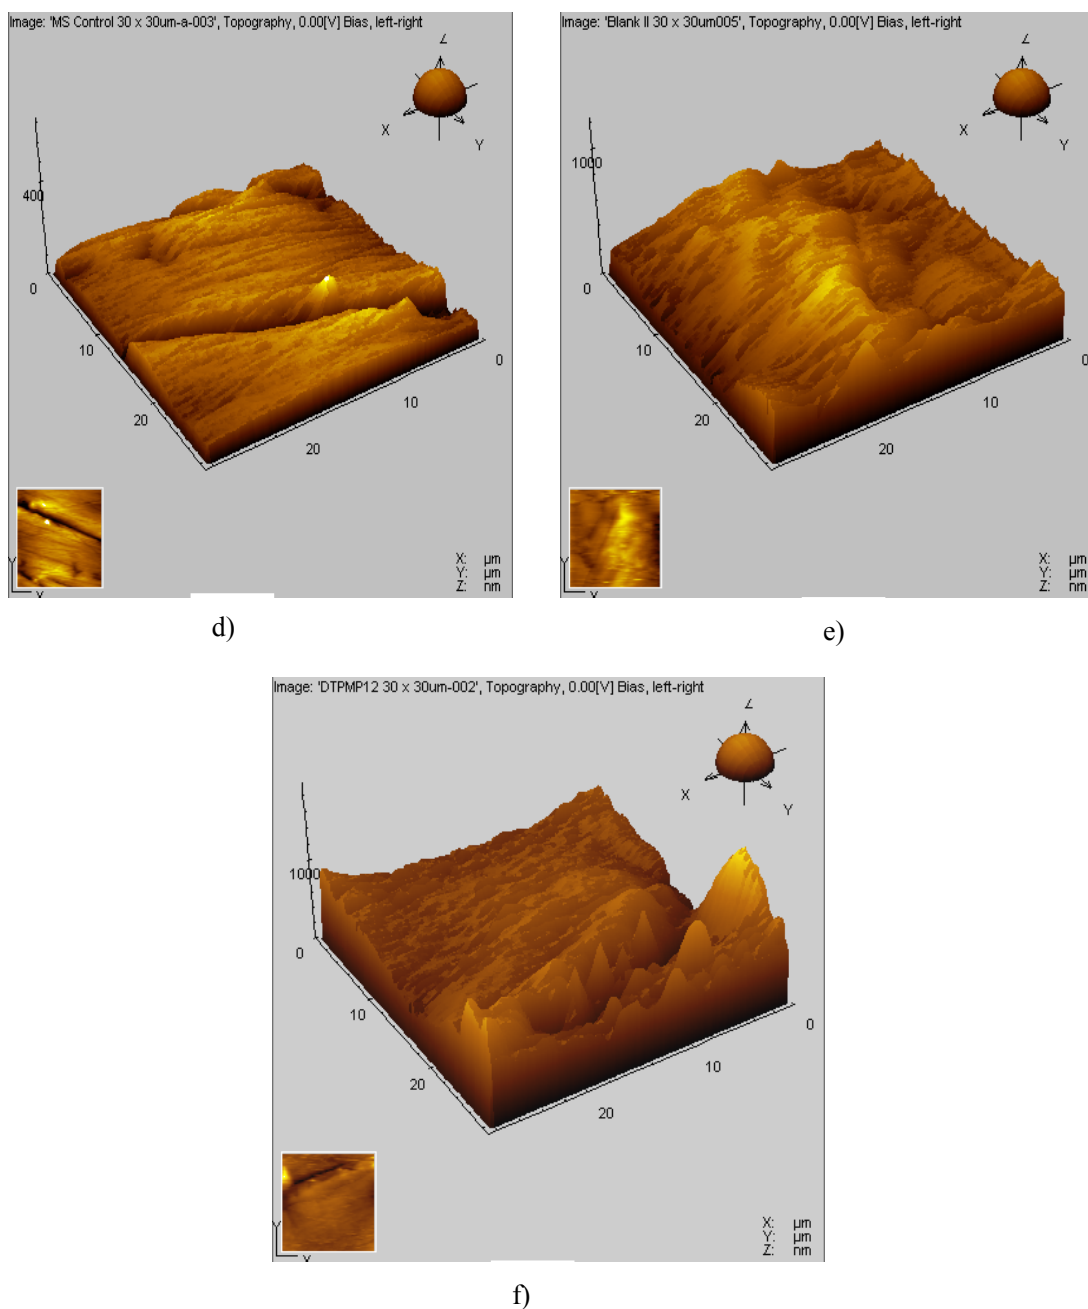 Image: 'MS Control 30 x 30um-a-003', Topography, 0.00[V] Bias, left-right
Z
X
Y
400
0
10
20
0
10
20
X: µm
Y: µm
Z: nm
Y
X
d)
Image: 'Blank II 30 x 30um005', Topography, 0.00[V] Bias, left-right
Z
X
Y
1000
0
10
20
0
10
20
X: µm
Y: µm
Z: nm
Y
X
e)
Image: 'DTPMP12 30 x 30um-002', Topography, 0.00[V] Bias, left-right
Z
X
Y
1000
0
10
20
0
10
20
X: µm
Y: µm
Z: nm
Y
X
f)